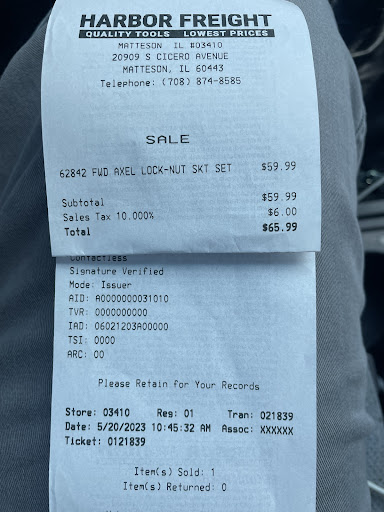 HARBOR FREIGHT
QUALITY TOOLS LOWEST PRICES
MATTESON IL #03410
20909 S CICERO AVENUE
MATTESON, IL 60443
Telephone: (708) 874-8585
SALE
62842 FWD AXEL LOCK-NUT SKT SET $59.99
Subtotal $59.99
Sales Tax 10.000% $6.00
Total $65.99
Contactless
Signature Verified
Mode: Issuer
AID: A0000000031010
TVR: 0000000000
IAD: 06021203A00000
TSI: 0000
ARC: 00
Please Retain for Your Records
Store: 03410 Reg: 01 Tran: 021839
Date: 5/20/2023 10:45:32 AM Assoc: XXXXXX
Ticket: 0121839
Item(s) Sold: 1
Item(s) Returned: 0